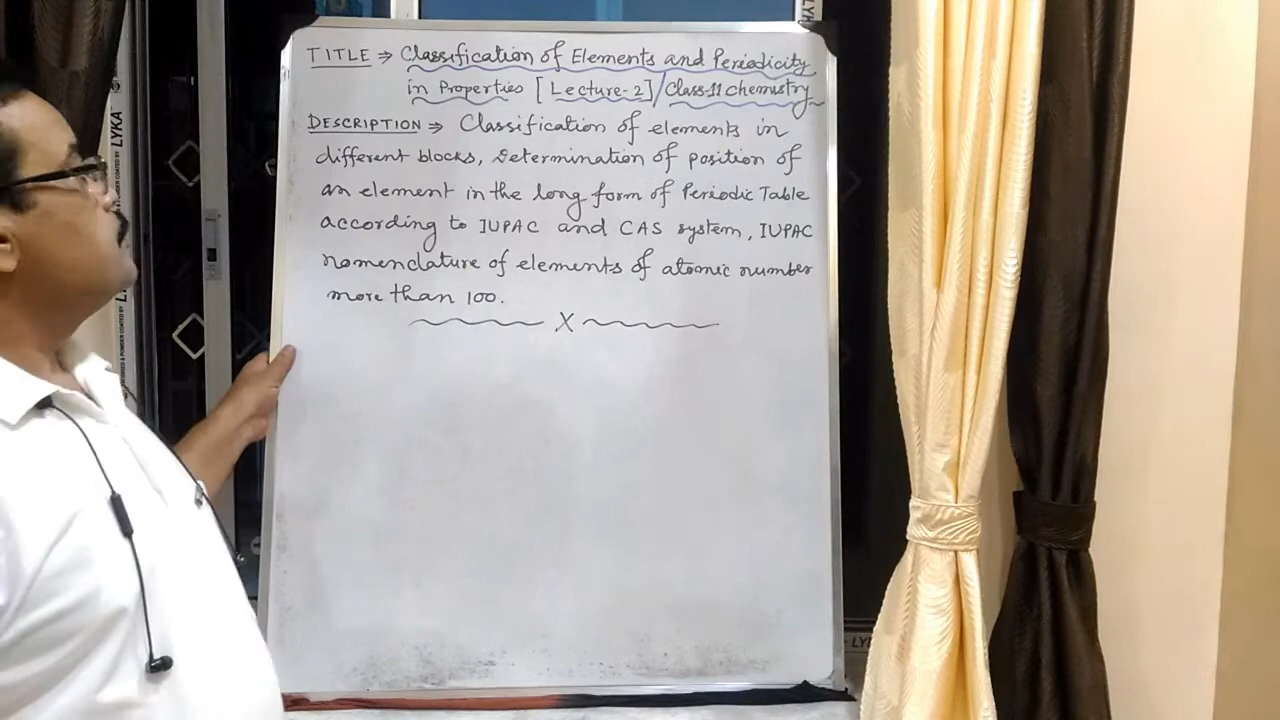 TITLE ⇒ Classification of Elements and Periodicity
in Properties [Lecture-2] / Class-11 chemistry
DESCRIPTION ⇒ Classification of elements in
different blocks, Determination of position of
an element in the long form of Periodic Table
according to IUPAC and CAS system, IUPAC
nomenclature of elements of atomic number
more than 100.
X
LYKA